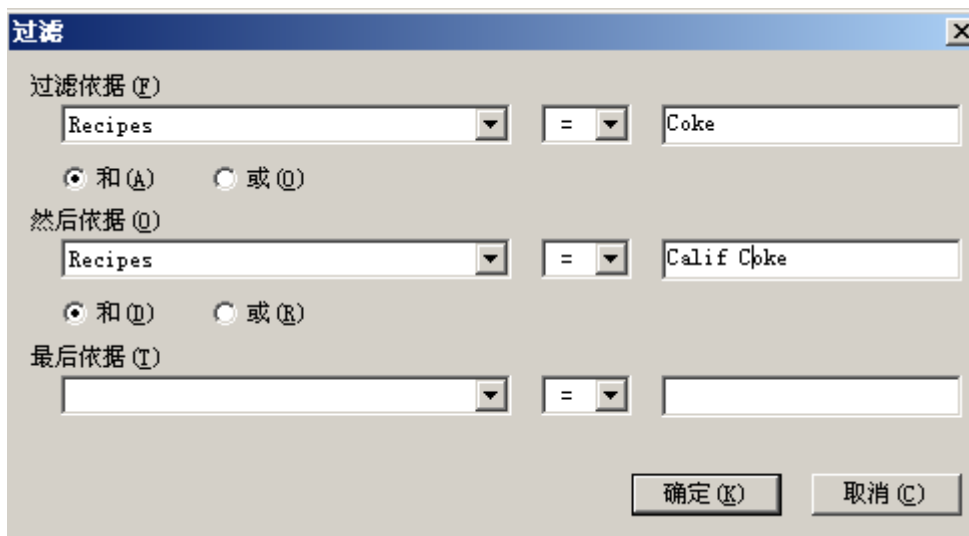 过滤
过滤依据(F)
Recipes = Coke
和(A) 或(O)
然后依据(O)
Recipes = Calif Coke
和(D) 或(R)
最后依据(T)
=
确定(K) 取消(C)